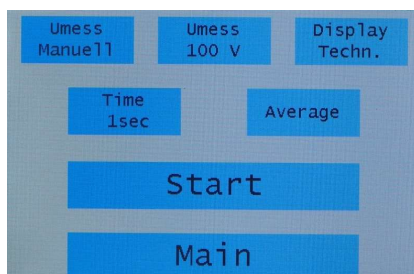 Umess
Manuell
Umess
100 V
Display
Techn.
Time
1sec
Average
Start
Main